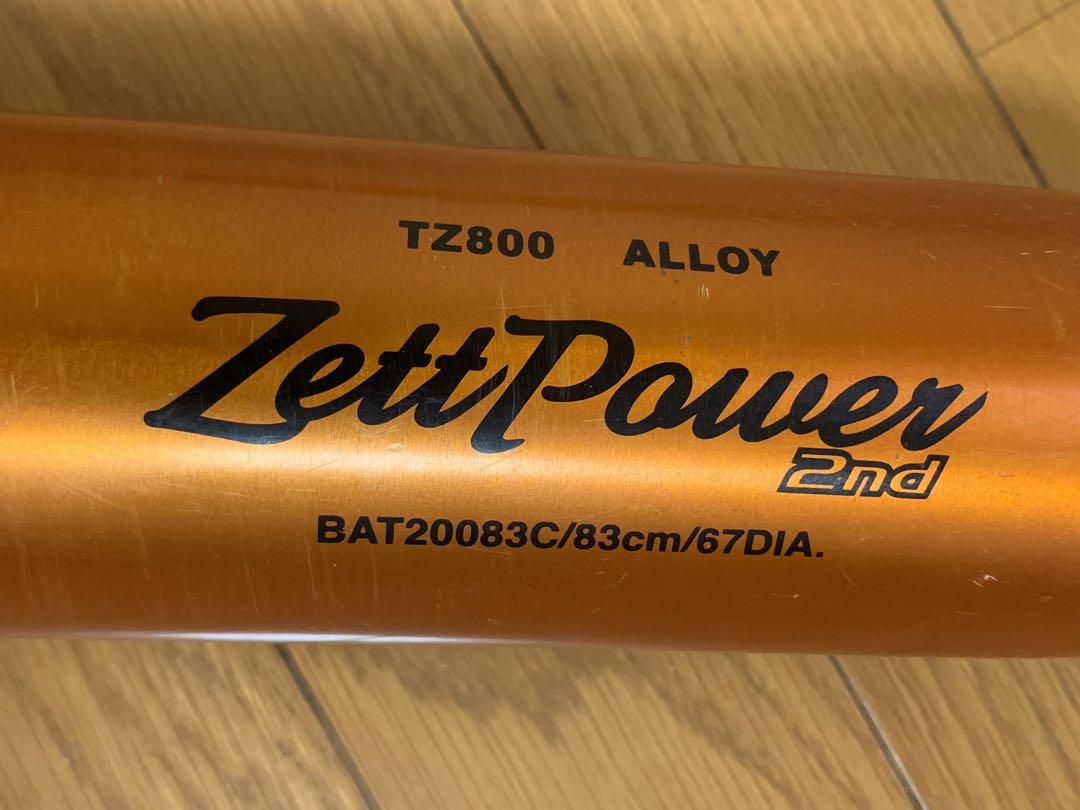 TZ800 ALLOY
ZettPower
2nd
BAT20083C/83cm/67DIA.